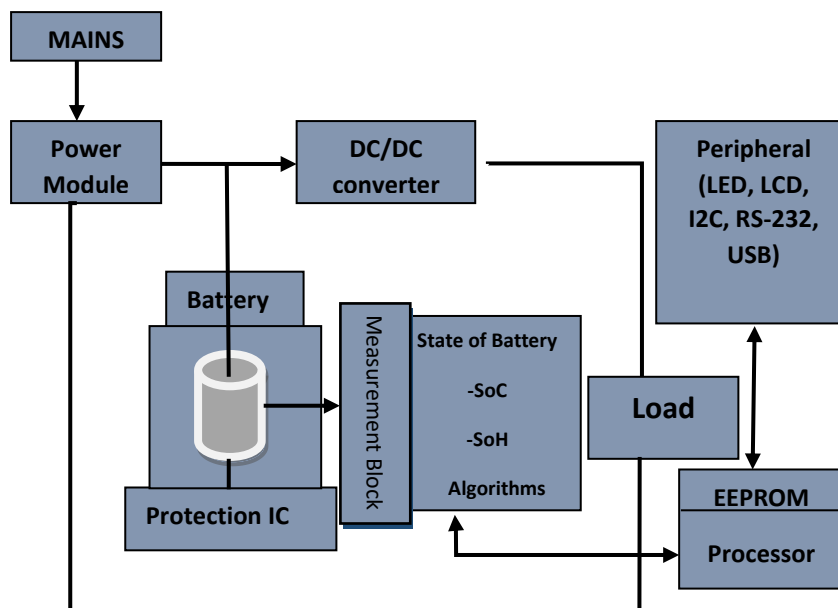 MAINS
Power
Module
DC/DC
converter
Peripheral
(LED, LCD,
I2C, RS-232,
USB)
Battery
Measurement Block
State of Battery
-SoC
-SoH
Algorithms
Load
Protection IC
EEPROM
Processor